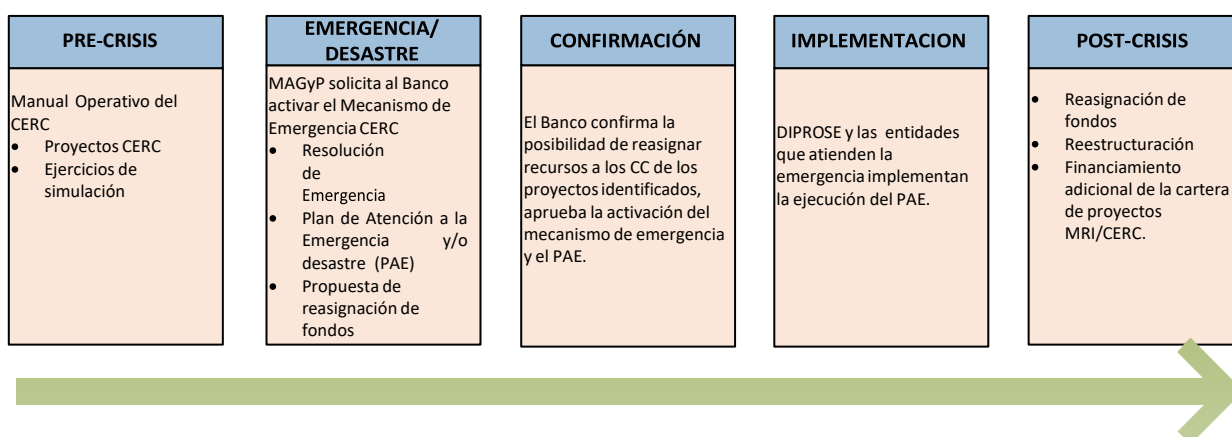 PRE-CRISIS
Manual Operativo del
CERC
• Proyectos CERC
• Ejercicios de
simulación
EMERGENCIA/
DESASTRE
MAGyP solicita al Banco
activar el Mecanismo de
Emergencia CERC
• Resolución
de
Emergencia
• Plan de Atención a la
Emergencia y/o
desastre (PAE)
• Propuesta de
reasignación de
fondos
CONFIRMACIÓN
El Banco confirma la
posibilidad de reasignar
recursos a los CC de los
proyectos identificados,
aprueba la activación del
mecanismo de emergencia
y el PAE.
IMPLEMENTACION
DIPROSE y las entidades
que atienden la
emergencia implementan
la ejecución del PAE.
POST-CRISIS
• Reasignación de
fondos
• Reestructuración
• Financiamiento
adicional de la cartera
de proyectos
MRI/CERC.